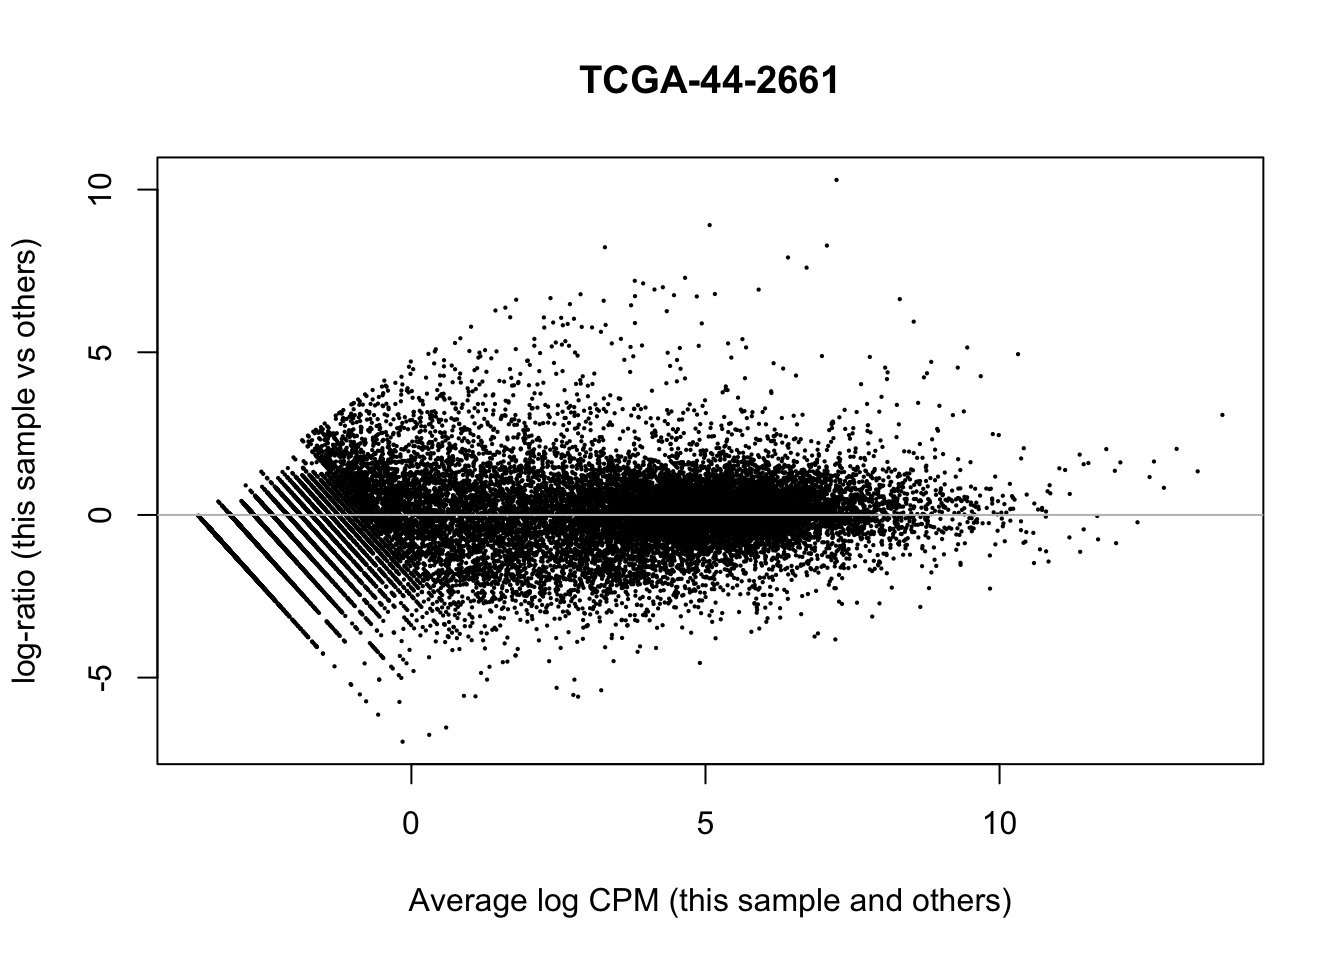 TCGA-44-2661
log-ratio (this sample vs others)
10
5
0
-5
0 5 10
Average log CPM (this sample and others)